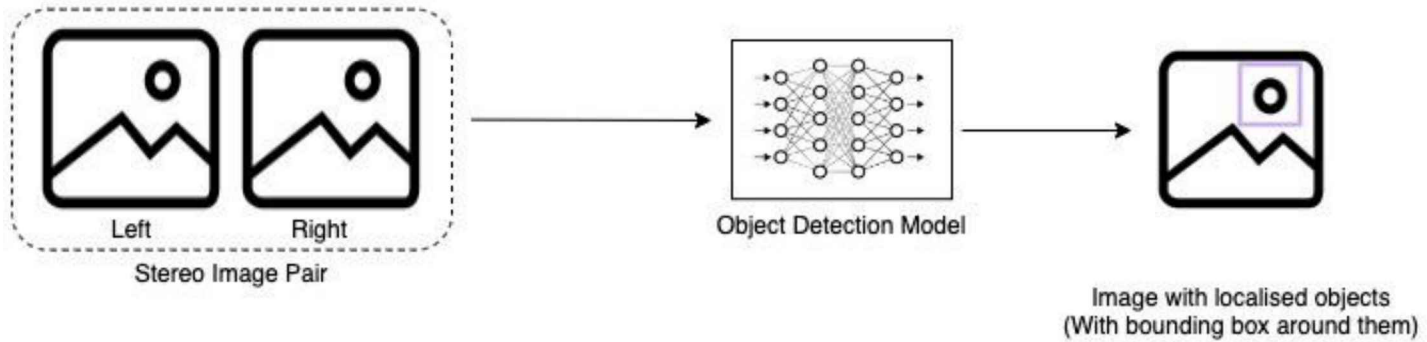 Left
Right
Stereo Image Pair
Object Detection Model
Image with localised objects
(With bounding box around them)